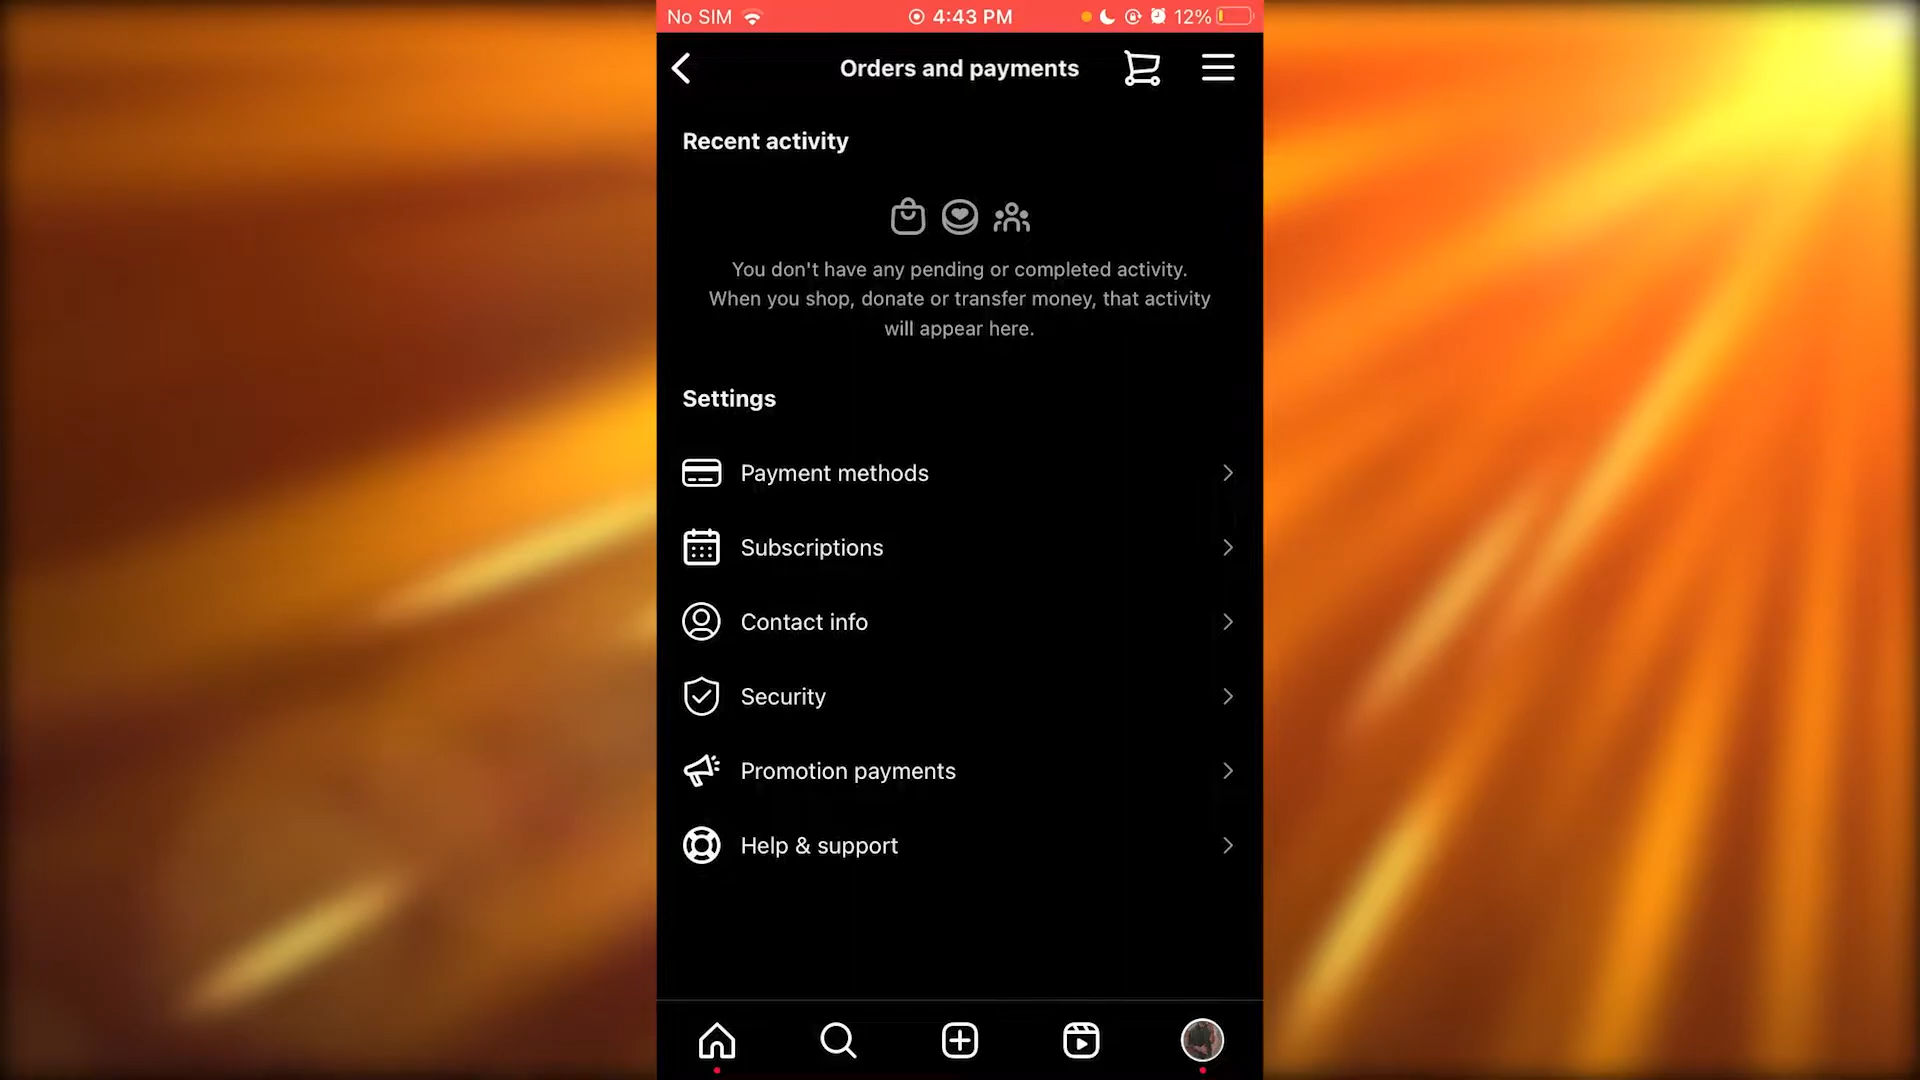 No SIM 4:43 PM 12%
Orders and payments
Recent activity
You don't have any pending or completed activity.
When you shop, donate or transfer money, that activity
will appear here.
Settings
Payment methods
Subscriptions
Contact info
Security
Promotion payments
Help & support